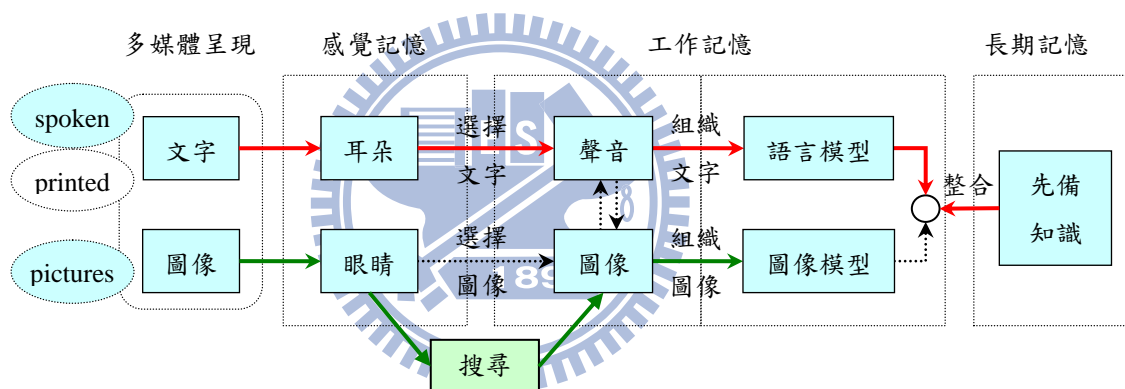 多媒體呈現
感覺記憶
工作記憶
長期記憶
spoken
printed
pictures
文字
耳朵
選擇
文字
聲音
組織
文字
語言模型
整合
先備
知識
圖像
眼睛
選擇
圖像
圖像
組織
圖像
圖像模型
搜尋